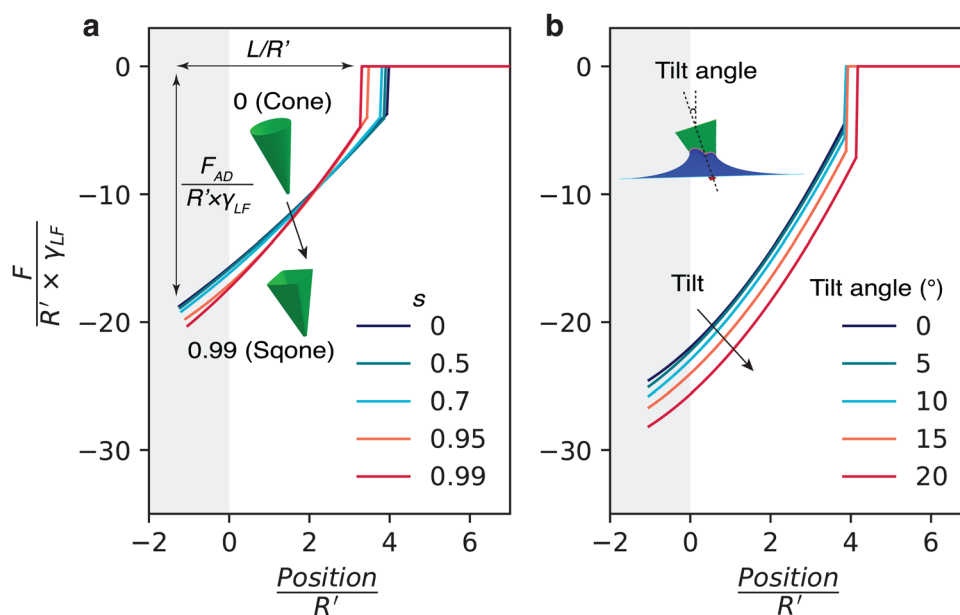 a
L/R'
0 (Cone)
F_AD
R'×γ_LF
0.99 (Sqone)
s
0
0.5
0.7
0.95
0.99
0
−10
−20
−30
F
R' × γ_LF
−2
0
2
4
6
Position
R'
b
Tilt angle
Tilt
Tilt angle (°)
0
5
10
15
20
0
−10
−20
−30
−2
0
2
4
6
Position
R'